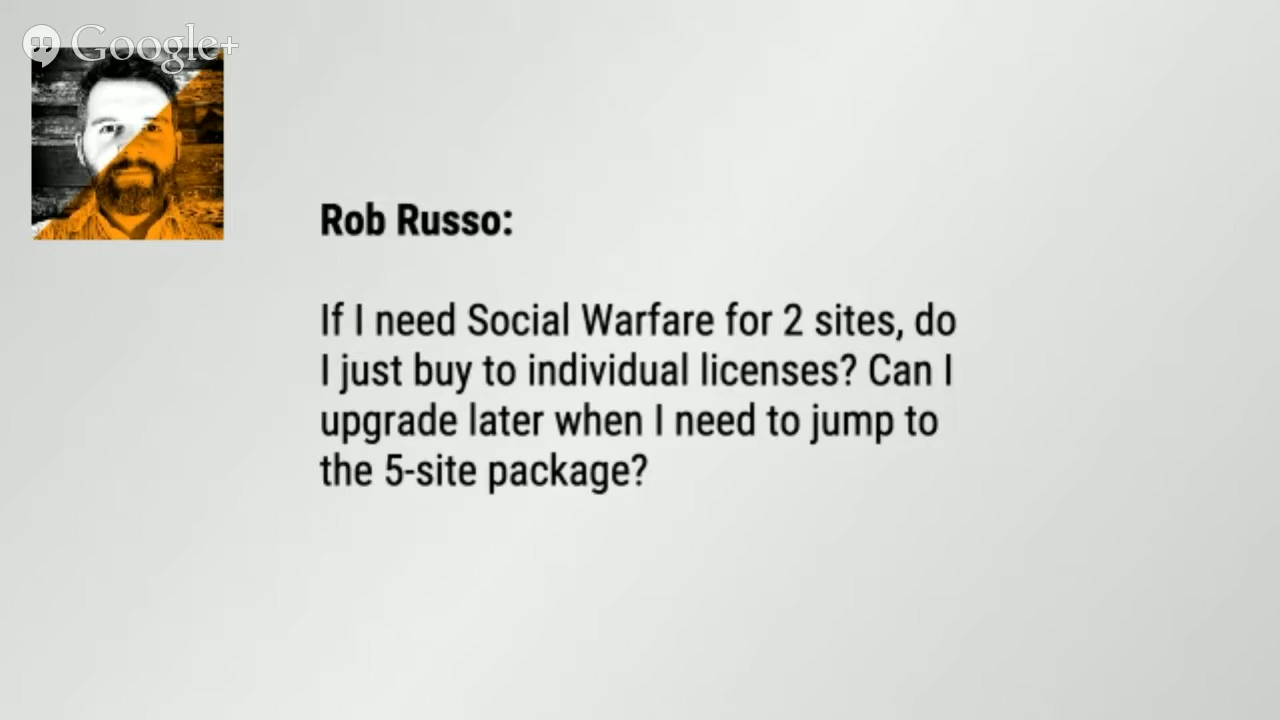 Google+
Rob Russo:
If I need Social Warfare for 2 sites, do
I just buy to individual licenses? Can I
upgrade later when I need to jump to
the 5-site package?